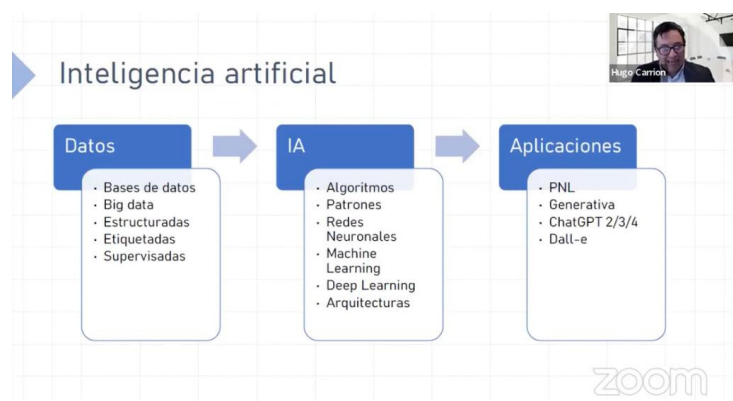 Inteligencia artificial
Hugo Carrion
Datos
· Bases de datos
· Big data
· Estructuradas
· Etiquetadas
· Supervisadas
IA
· Algoritmos
· Patrones
· Redes
Neuronales
· Machine
Learning
· Deep Learning
· Arquitecturas
Aplicaciones
· PNL
· Generativa
· ChatGPT 2/3/4
· Dall-e
zoom